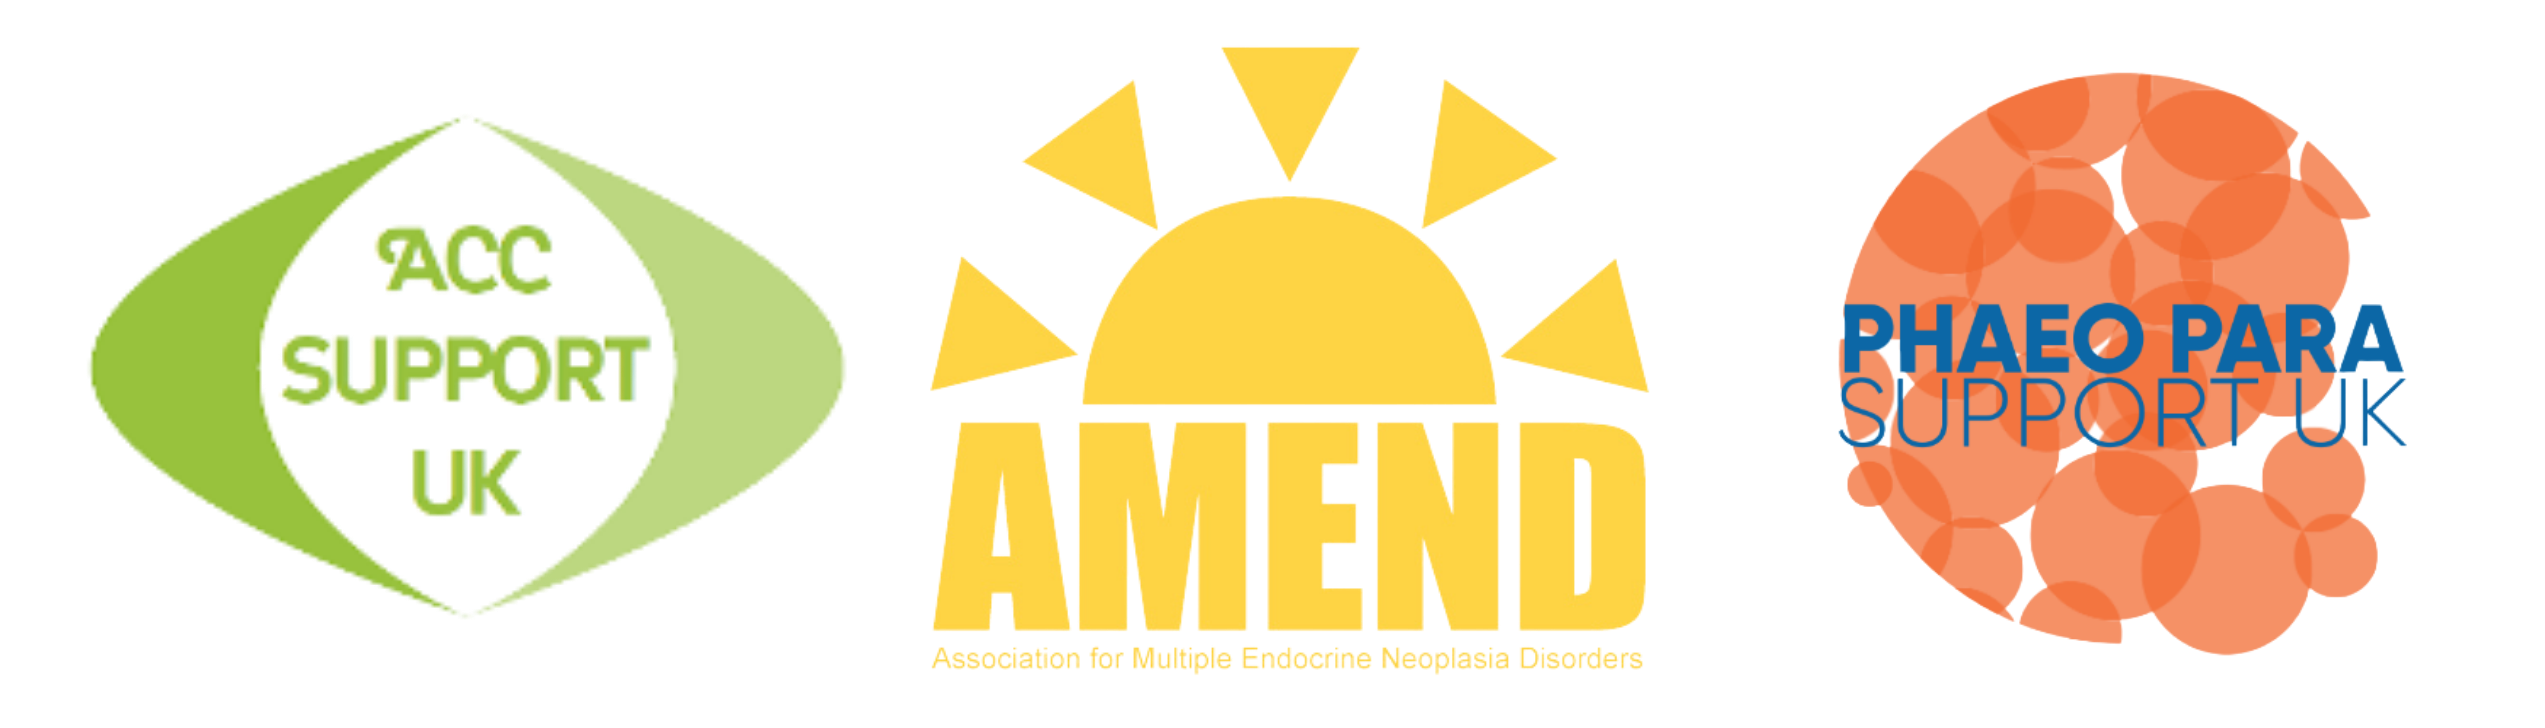 ACC
SUPPORT
UK
AMEND
Association for Multiple Endocrine Neoplasia Disorders
PHAEO PARA
SUPPORT UK